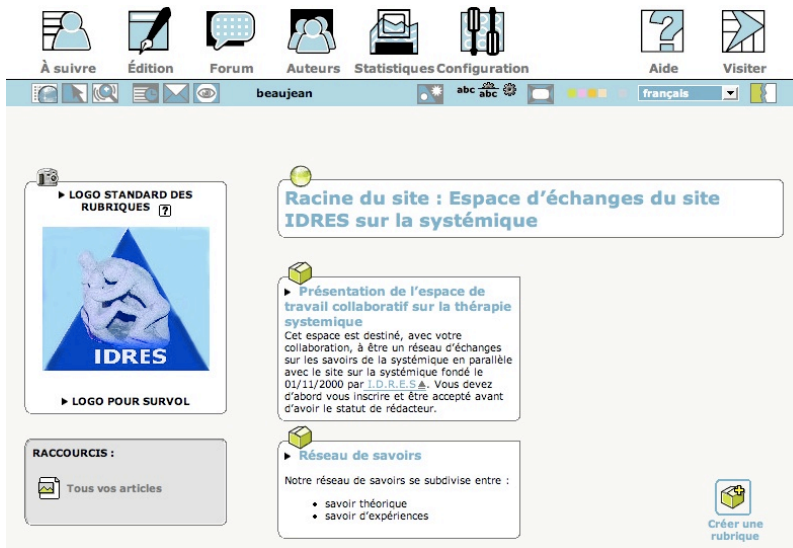 À suivre Édition Forum Auteurs Statistiques Configuration Aide Visiter
beaujean abc abc abc français
LOGO STANDARD DES
RUBRIQUES ?
IDRES
LOGO POUR SURVOL
RACCOURCIS :
Tous vos articles
Racine du site : Espace d'échanges du site
IDRES sur la systémique
Présentation de l'espace de
travail collaboratif sur la thérapie
systemique
Cet espace est destiné, avec votre
collaboration, à être un réseau d'échanges
sur les savoirs de la systémique en parallèle
avec le site sur la systémique fondé le
01/11/2000 par I.D.R.E.S. Vous devez
d'abord vous inscrire et être accepté avant
d'avoir le statut de rédacteur.
Réseau de savoirs
Notre réseau de savoirs se subdivise entre :
• savoir théorique
• savoir d'expériences
Créer une
rubrique